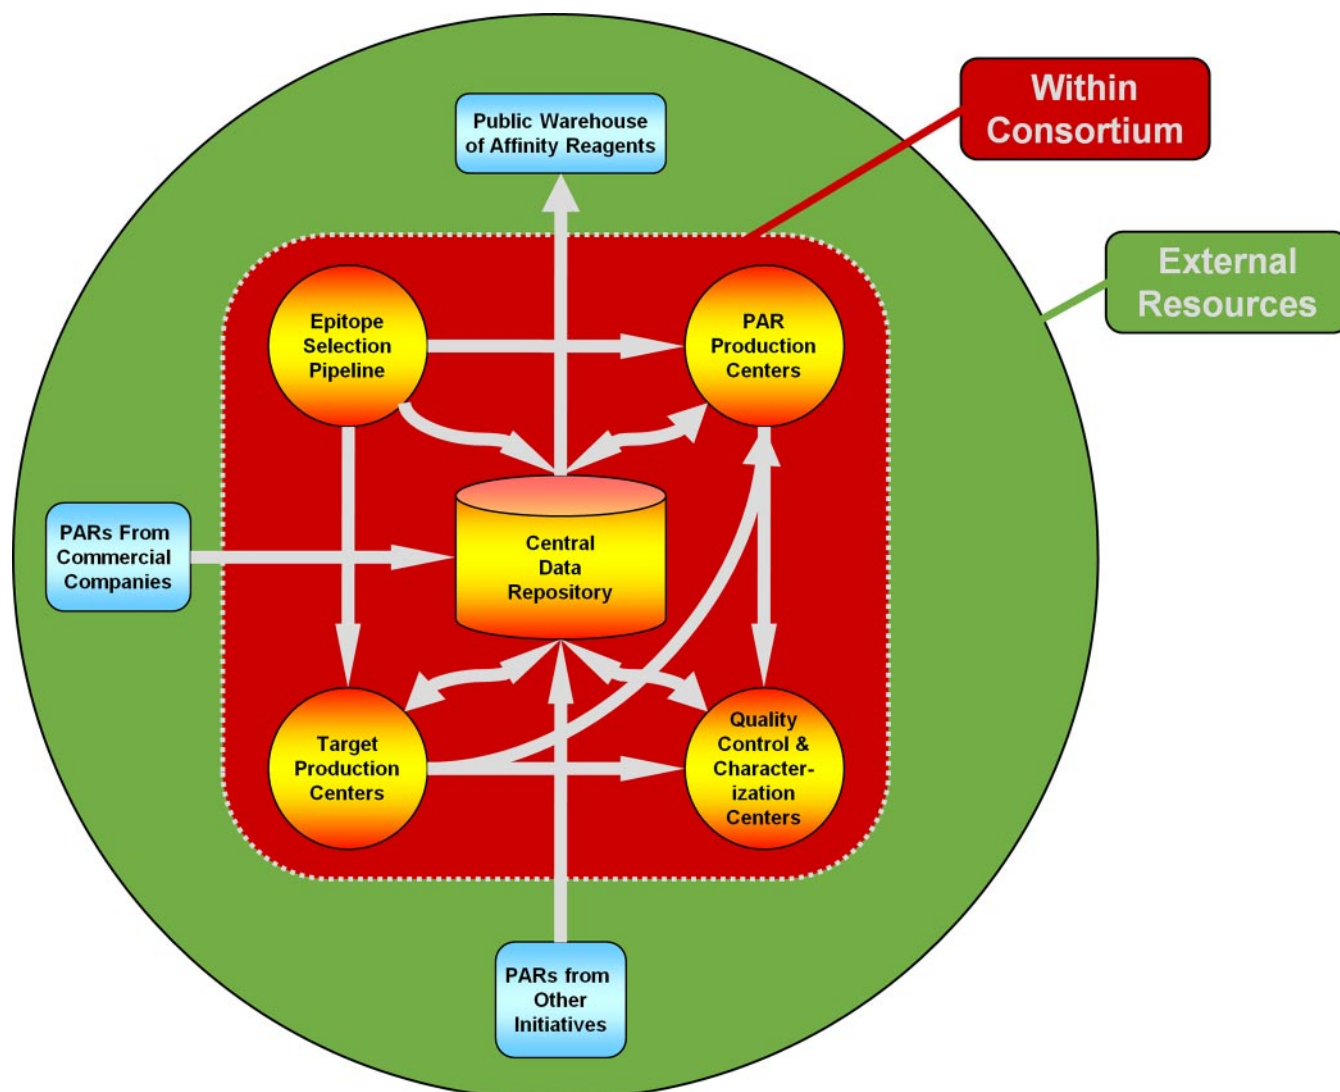 Within
Consortium
External
Resources
Public Warehouse
of Affinity Reagents
Epitope
Selection
Pipeline
PAR
Production
Centers
PARs From
Commercial
Companies
Central
Data
Repository
Target
Production
Centers
Quality
Control &
Character-
ization
Centers
PARs from
Other
Initiatives